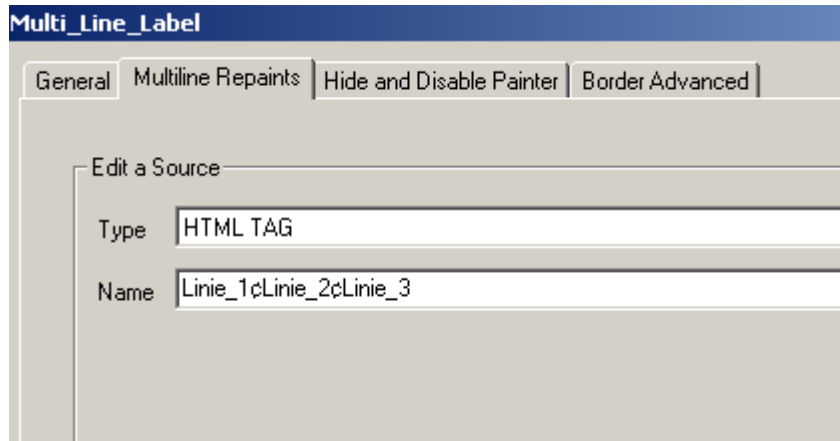 Multi_Line_Label
General Multiline Repaints Hide and Disable Painter Border Advanced
Edit a Source
Type HTML TAG
Name Linie_1¢Linie_2¢Linie_3